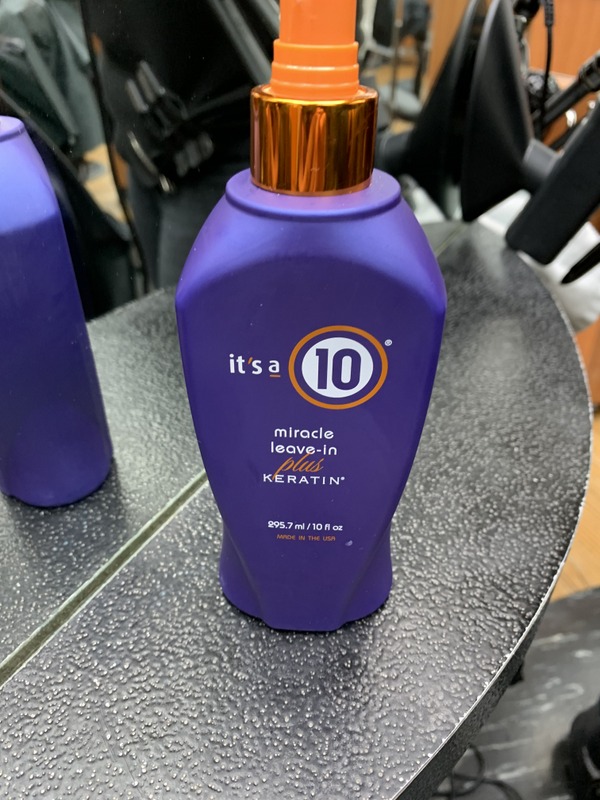 it's a 10®
miracle
leave-in
plus
KERATIN®
295.7 ml / 10 fl oz
MADE IN THE USA